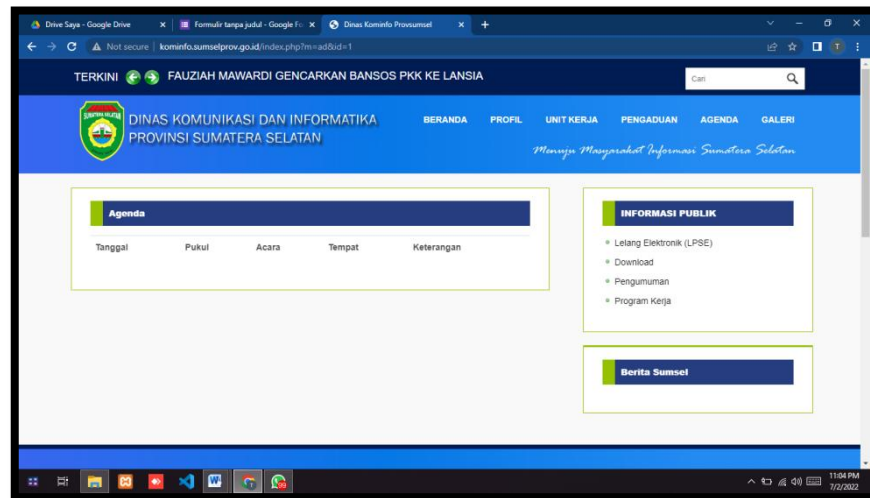 Drive Saya - Google Drive
Formulir tanpa judul - Google Fo
Dinas Kominfo Provsumsel
Not secure | kominfo.sumselprov.go.id/index.php?m=ad&id=1
T
TERKINI FAUZIAH MAWARDI GENCARKAN BANSOS PKK KE LANSIA
Cari
DINAS KOMUNIKASI DAN INFORMATIKA
PROVINSI SUMATERA SELATAN
BERANDA PROFIL UNIT KERJA PENGADUAN AGENDA GALERI
Menuju Masyarakat Informasi Sumatera Selatan
Agenda
Tanggal Pukul Acara Tempat Keterangan
INFORMASI PUBLIK
Lelang Elektronik (LPSE)
Download
Pengumuman
Program Kerja
Berita Sumsel
11:04 PM
7/2/2022